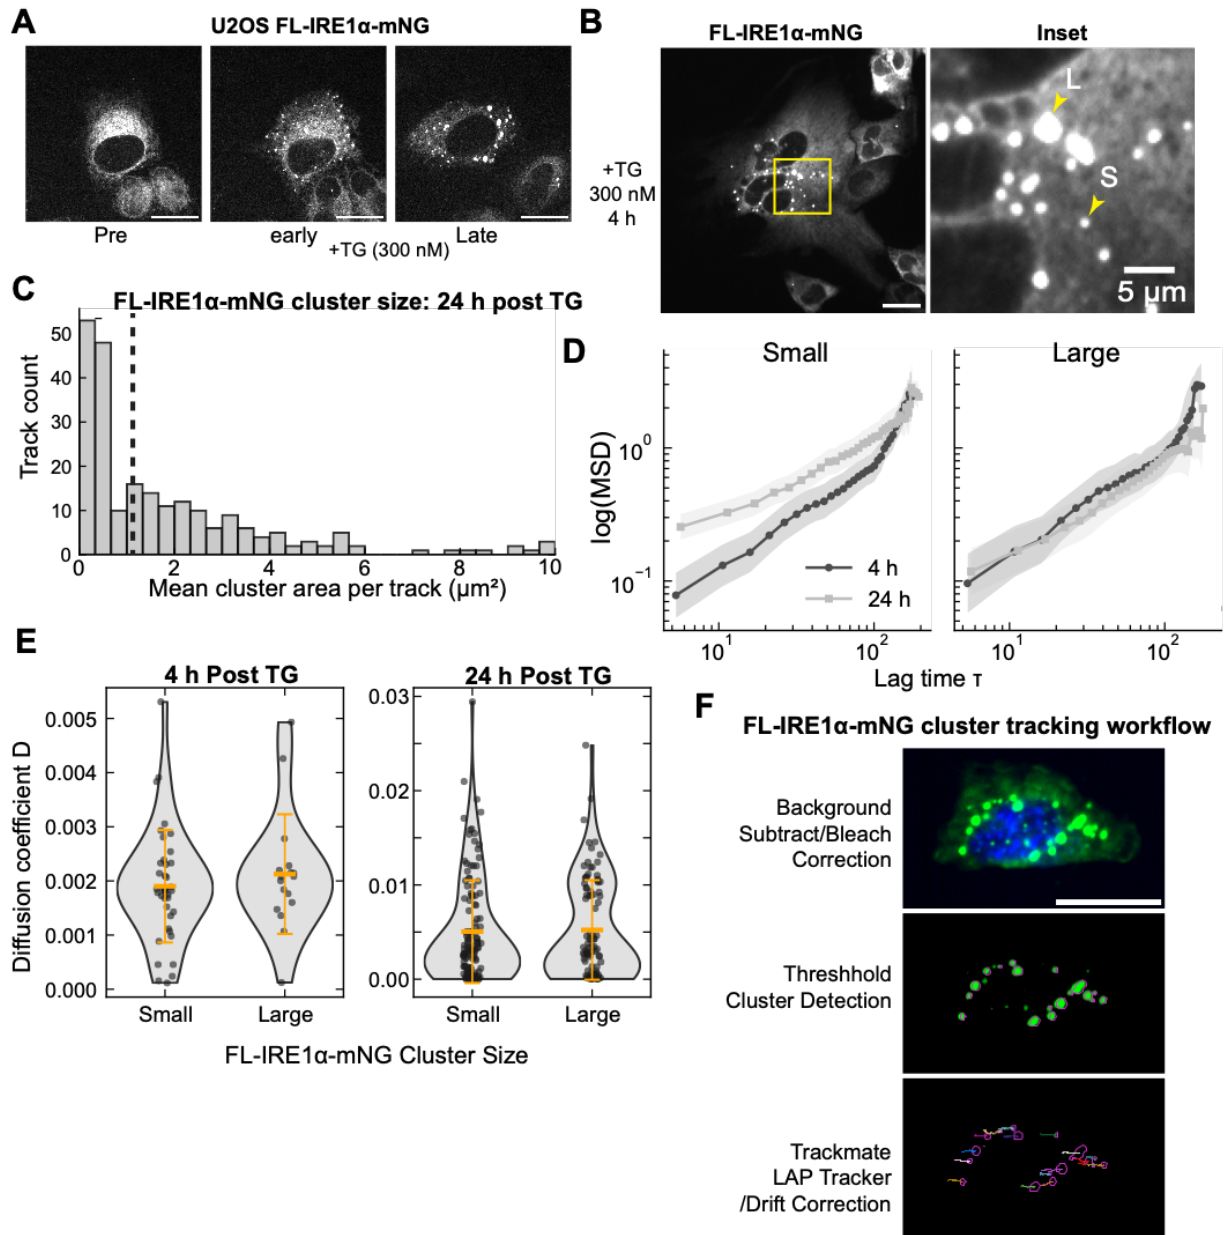 A
U2OS FL-IRE1α-mNG
Pre
early
+TG (300 nM)
Late
B
FL-IRE1α-mNG
Inset
+TG
300 nM
4 h
L
S
5 µm
C
FL-IRE1α-mNG cluster size: 24 h post TG
Track count
50
40
30
20
10
0
0
2
4
6
8
10
Mean cluster area per track (µm²)
D
Small
Large
log(MSD)
10⁰
10⁻¹
4 h
24 h
10¹
10²
10¹
10²
Lag time τ
E
4 h Post TG
24 h Post TG
Diffusion coefficient D
0.005
0.004
0.003
0.002
0.001
0.000
0.03
0.02
0.01
0.00
Small
Large
Small
Large
FL-IRE1α-mNG Cluster Size
F
FL-IRE1α-mNG cluster tracking workflow
Background
Subtract/Bleach
Correction
Threshhold
Cluster Detection
Trackmate
LAP Tracker
/Drift Correction